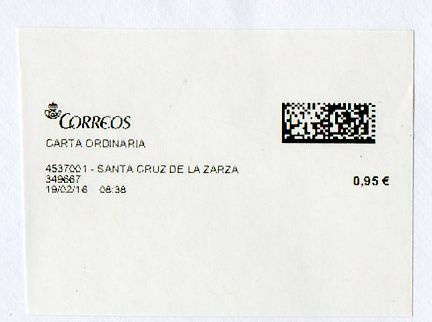 CORREOS
CARTA ORDINARIA
4537001 - SANTA CRUZ DE LA ZARZA
349667
19/02/16 08:38
0,95 €